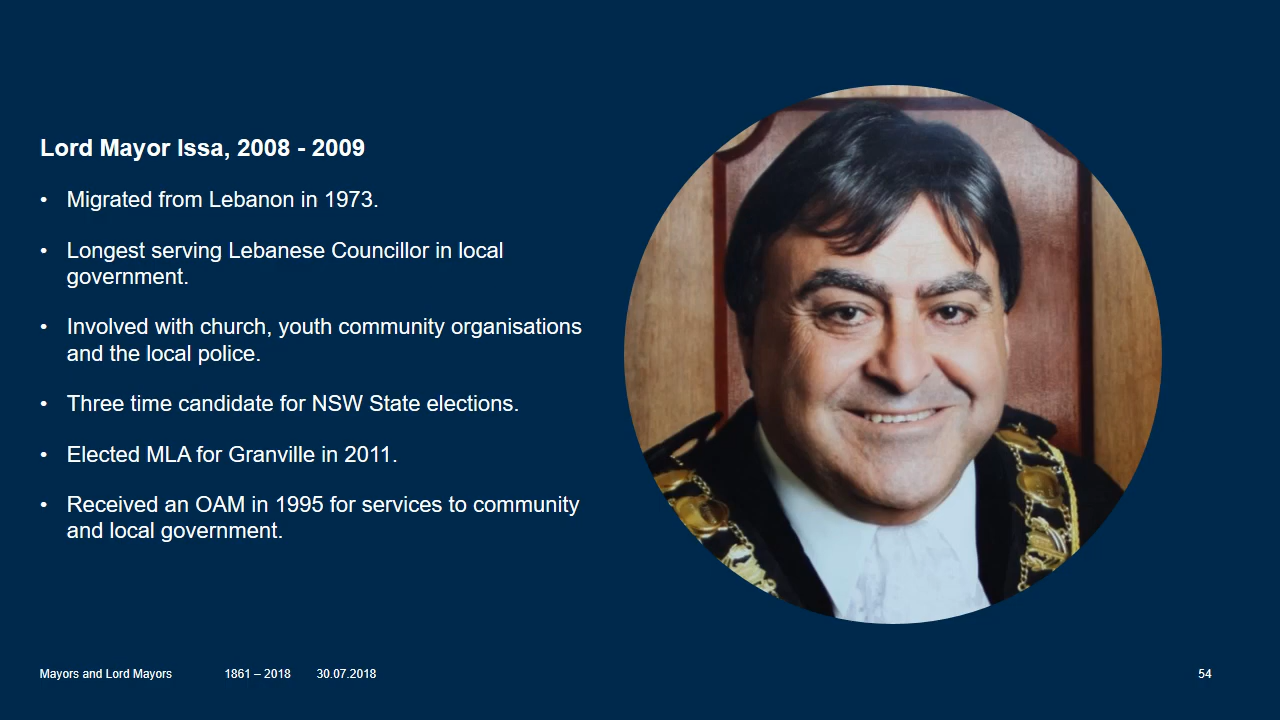 Lord Mayor Issa, 2008 - 2009
• Migrated from Lebanon in 1973.
• Longest serving Lebanese Councillor in local
government.
• Involved with church, youth community organisations
and the local police.
• Three time candidate for NSW State elections.
• Elected MLA for Granville in 2011.
• Received an OAM in 1995 for services to community
and local government.
Mayors and Lord Mayors 1861 – 2018 30.07.2018 54